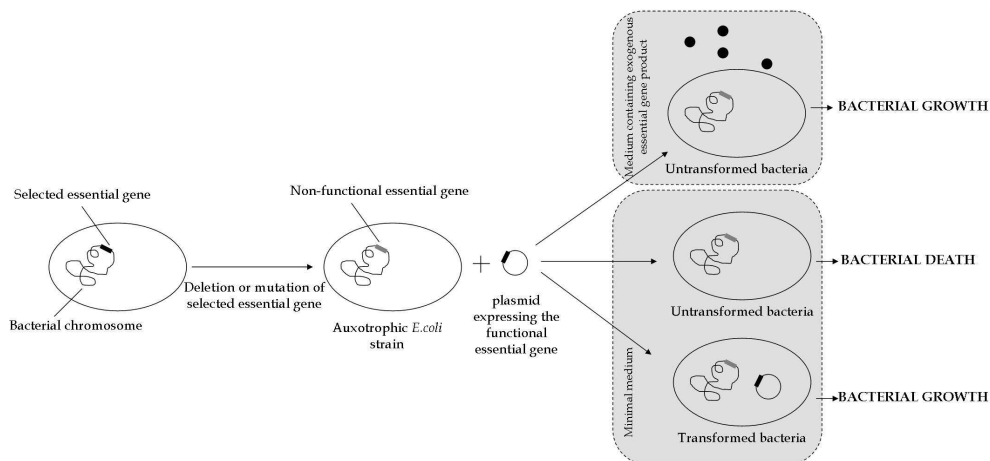 Selected essential gene
Bacterial chromosome
Deletion or mutation of
selected essential gene
Non-functional essential gene
Auxotrophic E.coli
strain
+
plasmid
expressing the
functional
essential gene
Medium containing exogenous
essential gene product
Untransformed bacteria
BACTERIAL GROWTH
Minimal medium
Untransformed bacteria
BACTERIAL DEATH
Transformed bacteria
BACTERIAL GROWTH